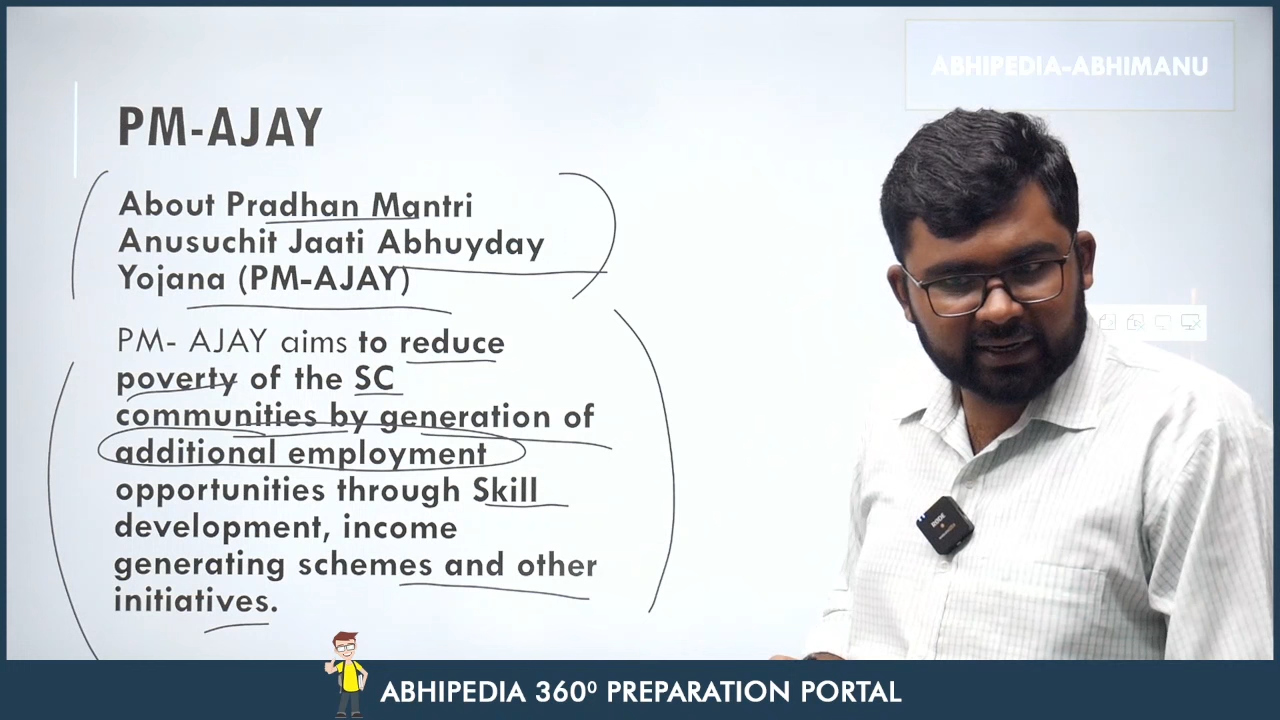 ABHIPEDIA-ABHIMANU
PM-AJAY
About Pradhan Mantri
Anusuchit Jaati Abhuyday
Yojana (PM-AJAY)
PM- AJAY aims to reduce
poverty of the SC
communities by generation of
additional employment
opportunities through Skill
development, income
generating schemes and other
initiatives.
ABHIPEDIA 360⁰ PREPARATION PORTAL